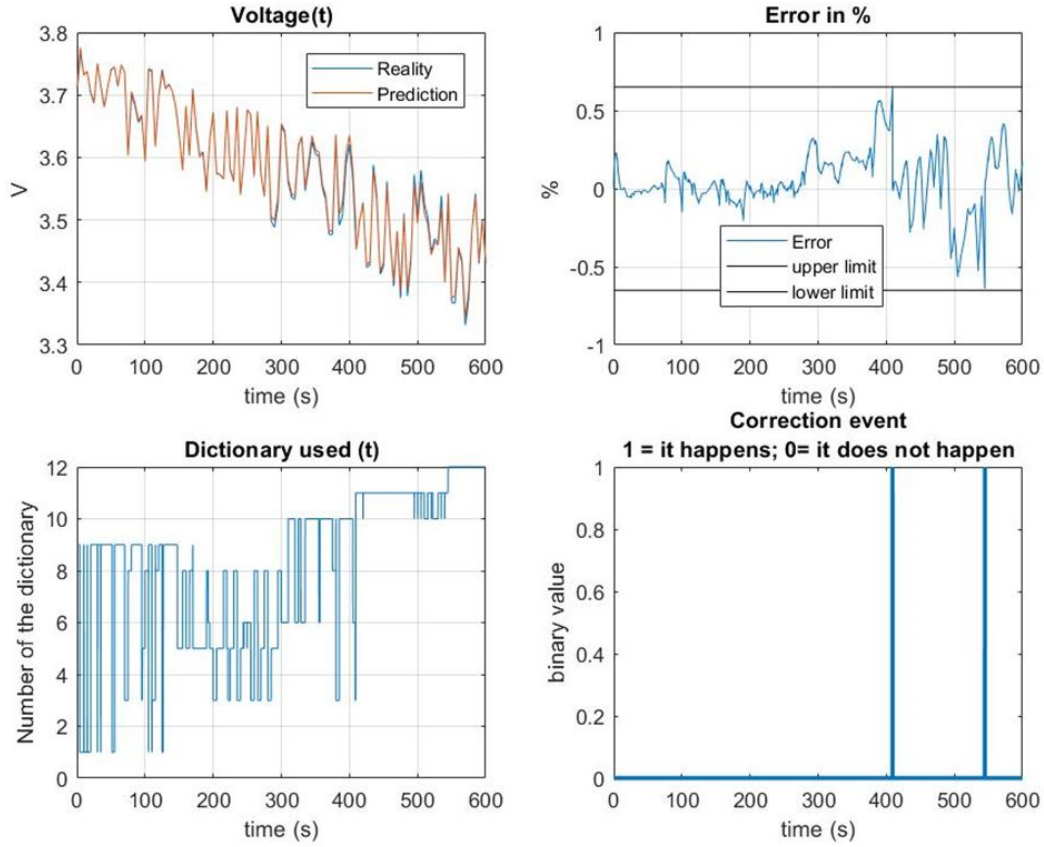 Voltage(t)
3.8
3.7
3.6
3.5
3.4
3.3
V
Reality
Prediction
0 100 200 300 400 500 600
time (s)
Error in %
1
0.5
0
-0.5
-1
%
Error
upper limit
lower limit
0 100 200 300 400 500 600
time (s)
Dictionary used (t)
12
10
8
6
4
2
0
Number of the dictionary
0 100 200 300 400 500 600
time (s)
Correction event
1 = it happens; 0= it does not happen
1
0.8
0.6
0.4
0.2
0
binary value
0 100 200 300 400 500 600
time (s)